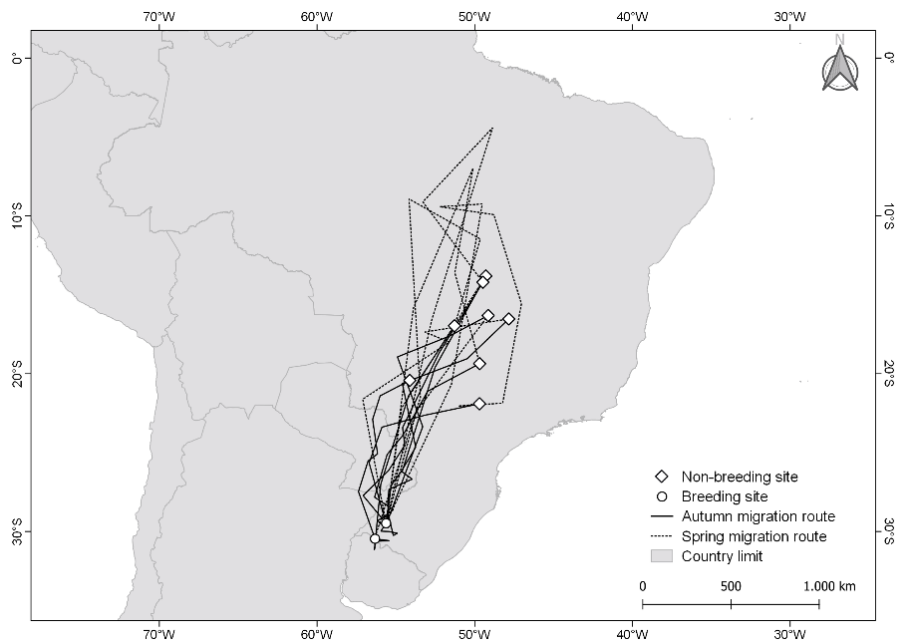 70°W 60°W 50°W 40°W 30°W
N
0° 0°
10°S 10°S
20°S 20°S
Non-breeding site
Breeding site
Autumn migration route
30°S Spring migration route 30°S
Country limit
0 500 1.000 km
70°W 60°W 50°W 40°W 30°W